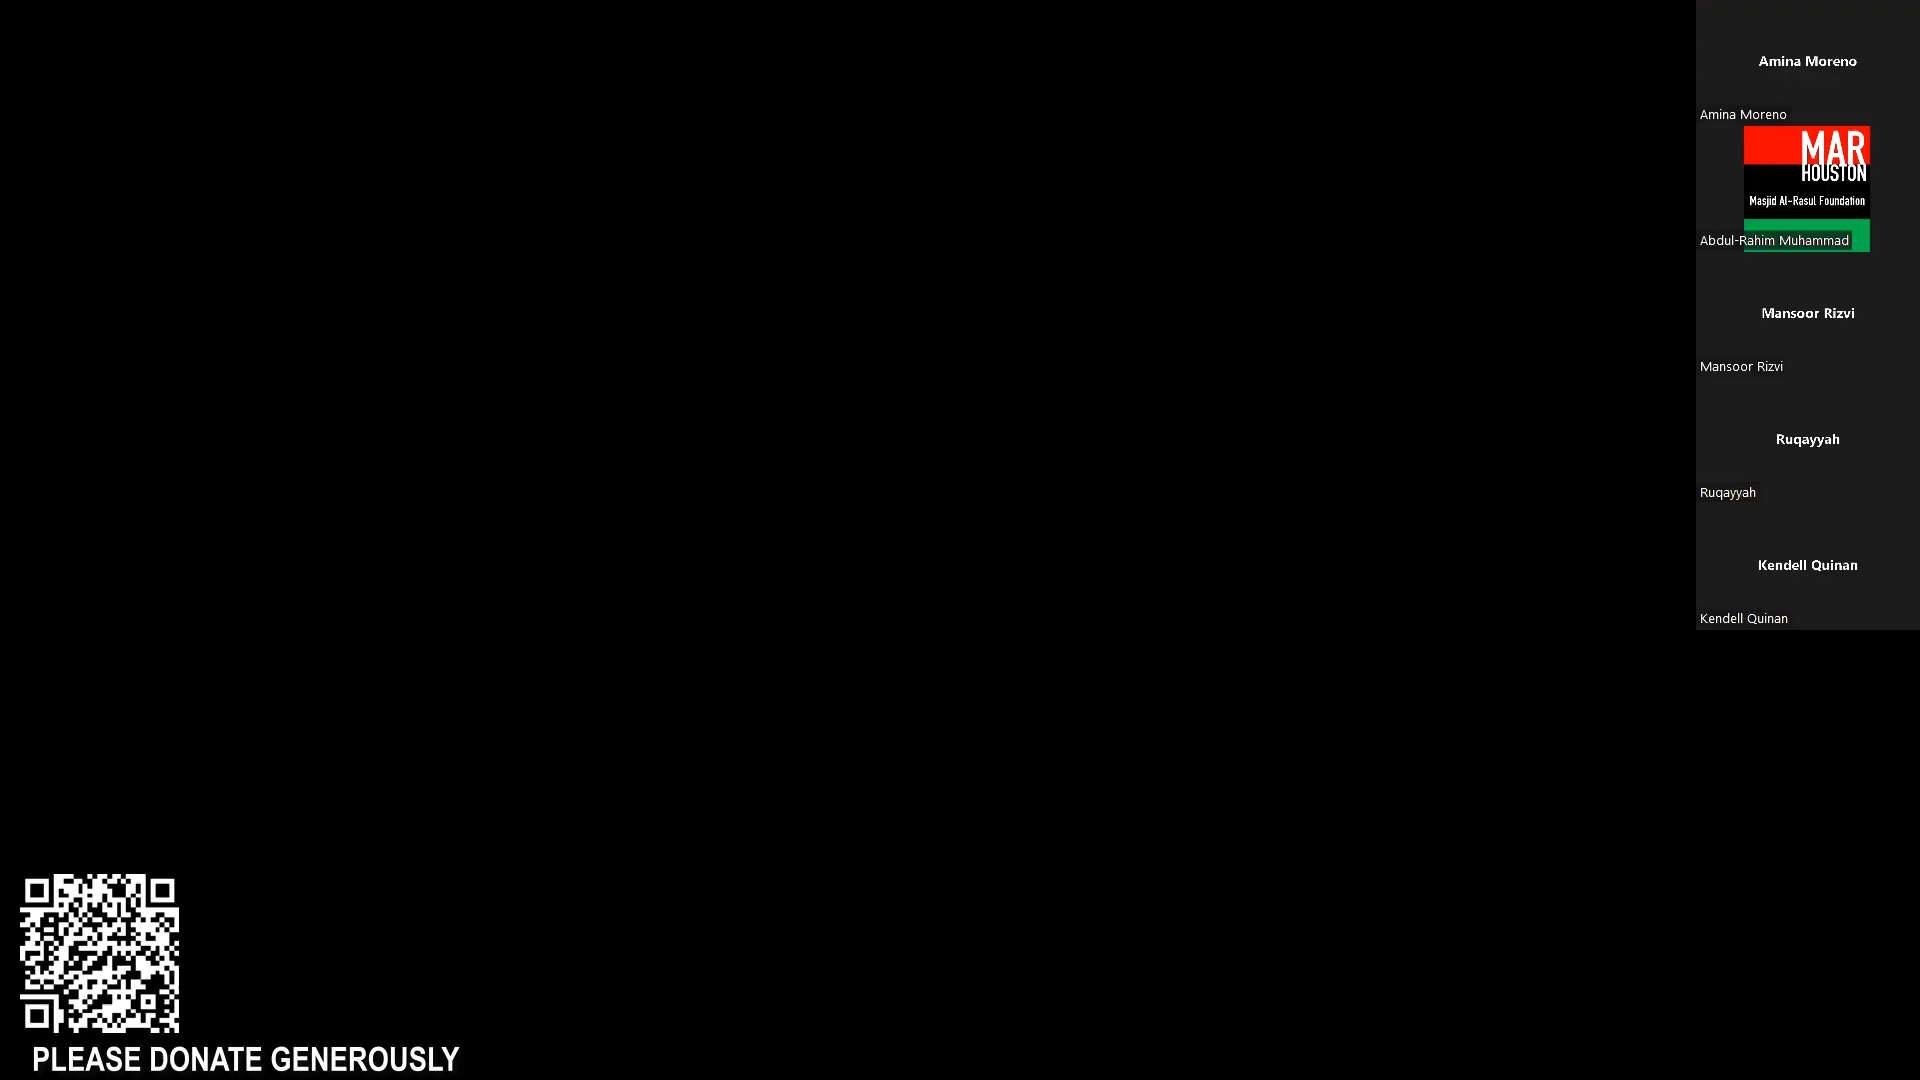 Amina Moreno
Amina Moreno
MAR
HOUSTON
Masjid Al-Rasul Foundation
Abdul-Rahim Muhammad
Mansoor Rizvi
Mansoor Rizvi
Ruqayyah
Ruqayyah
Kendell Quinan
Kendell Quinan
PLEASE DONATE GENEROUSLY